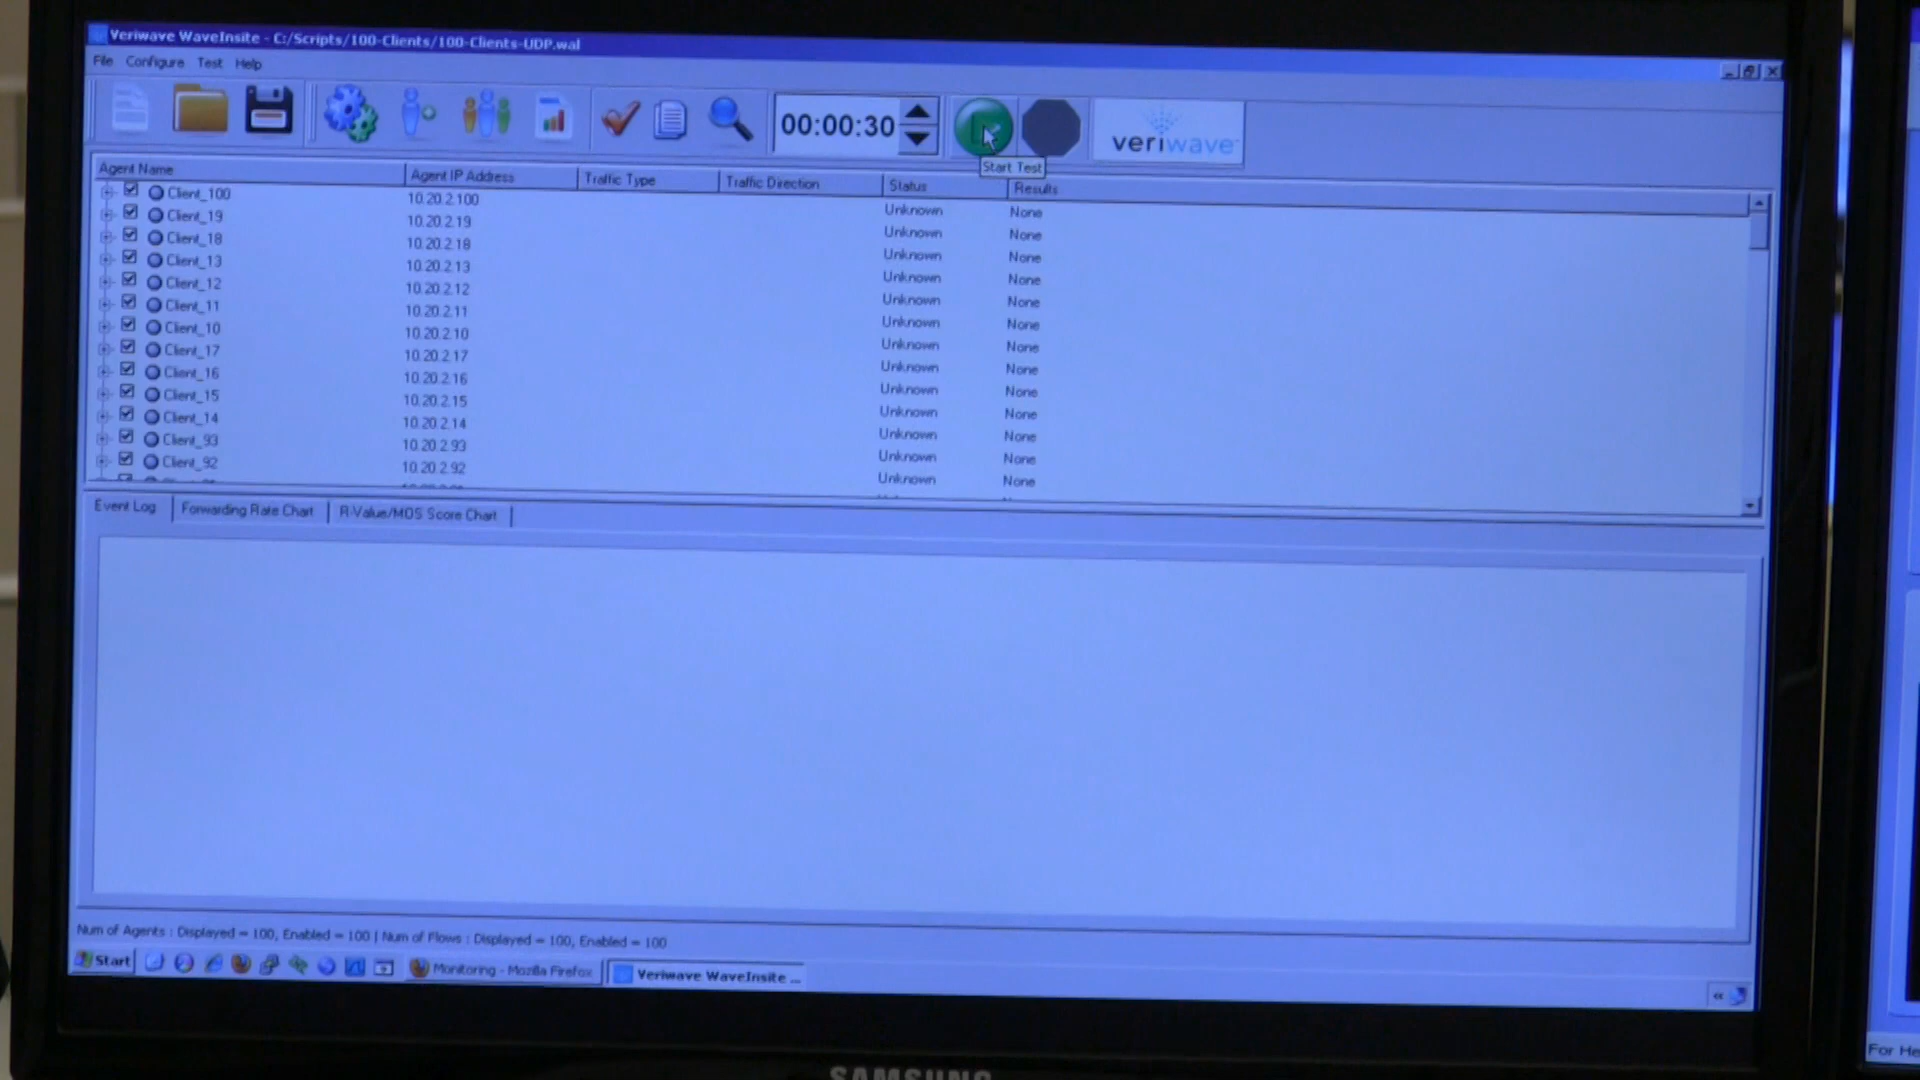 Veriwave WaveInsite - C:/Scripts/100-Clients/100-Clients-UDP.wal
File Configure Test Help
00:00:30
veriwave
Start Test
Agent Name Agent IP Address Traffic Type Traffic Direction Status Results
Client_100 10.20.2.100 Unknown None
Client_19 10.20.2.19 Unknown None
Client_18 10.20.2.18 Unknown None
Client_13 10.20.2.13 Unknown None
Client_12 10.20.2.12 Unknown None
Client_11 10.20.2.11 Unknown None
Client_10 10.20.2.10 Unknown None
Client_17 10.20.2.17 Unknown None
Client_16 10.20.2.16 Unknown None
Client_15 10.20.2.15 Unknown None
Client_14 10.20.2.14 Unknown None
Client_93 10.20.2.93 Unknown None
Client_92 10.20.2.92 Unknown None
Event Log Forwarding Rate Chart R-Value/MOS Score Chart
Num of Agents : Displayed = 100, Enabled = 100 | Num of Flows : Displayed = 100, Enabled = 100
Start Monitoring - Mozilla Firefox Veriwave WaveInsite ...
SAMSUNG
For He